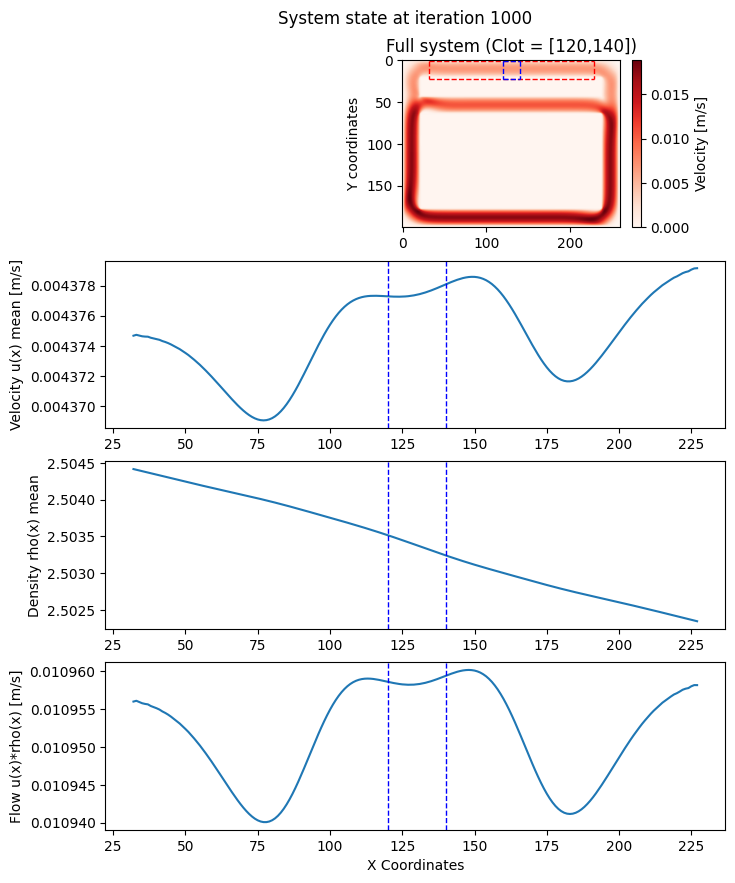 System state at iteration 1000
Full system (Clot = [120,140])
Y coordinates
0
50
100
150
0 100 200
0.015
0.010
0.005
0.000
Velocity [m/s]
Velocity u(x) mean [m/s]
0.004378
0.004376
0.004374
0.004372
0.004370
25 50 75 100 125 150 175 200 225
Density rho(x) mean
2.5045
2.5040
2.5035
2.5030
2.5025
25 50 75 100 125 150 175 200 225
Flow u(x)*rho(x) [m/s]
0.010960
0.010955
0.010950
0.010945
0.010940
25 50 75 100 125 150 175 200 225
X Coordinates